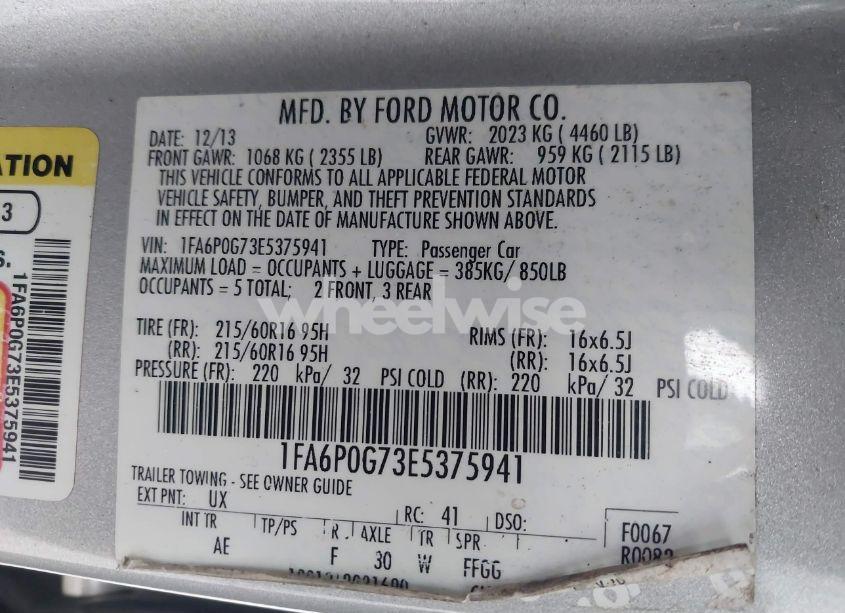 MFD. BY FORD MOTOR CO.
DATE: 12/13 GVWR: 2023 KG ( 4460 LB)
FRONT GAWR: 1068 KG ( 2355 LB) REAR GAWR: 959 KG ( 2115 LB)
THIS VEHICLE CONFORMS TO ALL APPLICABLE FEDERAL MOTOR
VEHICLE SAFETY, BUMPER, AND THEFT PREVENTION STANDARDS
IN EFFECT ON THE DATE OF MANUFACTURE SHOWN ABOVE.
VIN: 1FA6P0G73E5375941 TYPE: Passenger Car
MAXIMUM LOAD = OCCUPANTS + LUGGAGE = 385KG/ 850LB
OCCUPANTS = 5 TOTAL; 2 FRONT, 3 REAR
wheelwise
TIRE (FR): 215/60R16 95H RIMS (FR): 16x6.5J
(RR): 215/60R16 95H (RR): 16x6.5J
PRESSURE (FR): 220 kPa/ 32 PSI COLD (RR): 220 kPa/ 32 PSI COLD
1FA6P0G73E5375941
TRAILER TOWING - SEE OWNER GUIDE
EXT PNT: UX RC: 41 DSO:
INT TR TP/PS R AXLE TR SPR F0067
AE F 30 W FFGG R0082
ATION
3
S.
1FA6P0G73E5375941